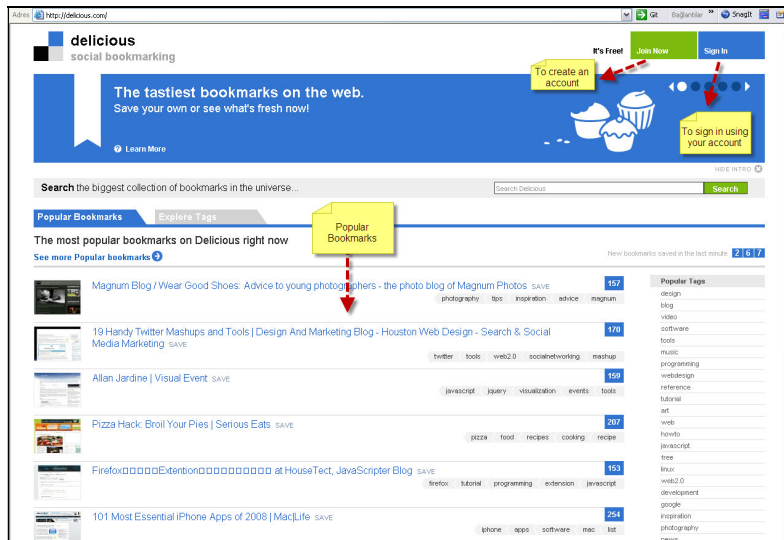 Adres http://delicious.com/ Git Bağlantılar » SnagIt
delicious
social bookmarking
It's Free! Join Now Sign In
To create an
account
The tastiest bookmarks on the web.
Save your own or see what's fresh now!
To sign in using
your account
? Learn More
HIDE INTRO
Search the biggest collection of bookmarks in the universe...
Search Delicious Search
Popular Bookmarks Explore Tags
Popular
Bookmarks
The most popular bookmarks on Delicious right now
See more Popular bookmarks
New bookmarks saved in the last minute 2 6 7
Magnum Blog / Wear Good Shoes: Advice to young photographers - the photo blog of Magnum Photos SAVE 157
photography tips inspiration advice magnum
19 Handy Twitter Mashups and Tools | Design And Marketing Blog - Houston Web Design - Search & Social 170
Media Marketing SAVE
twitter tools web2.0 socialnetworking mashup
Allan Jardine | Visual Event SAVE 159
javascript jquery visualization events tools
Pizza Hack: Broil Your Pies | Serious Eats SAVE 207
pizza food recipes cooking recipe
Firefox□□□□□Extention□□□□□□□□□□ at HouseTect, JavaScripter Blog SAVE 153
firefox tutorial programming extension javascript
101 Most Essential iPhone Apps of 2008 | Mac|Life SAVE 254
iphone apps software mac list
Popular Tags
design
blog
video
software
tools
music
programming
webdesign
reference
tutorial
art
web
howto
javascript
free
linux
web2.0
development
google
inspiration
photography
news